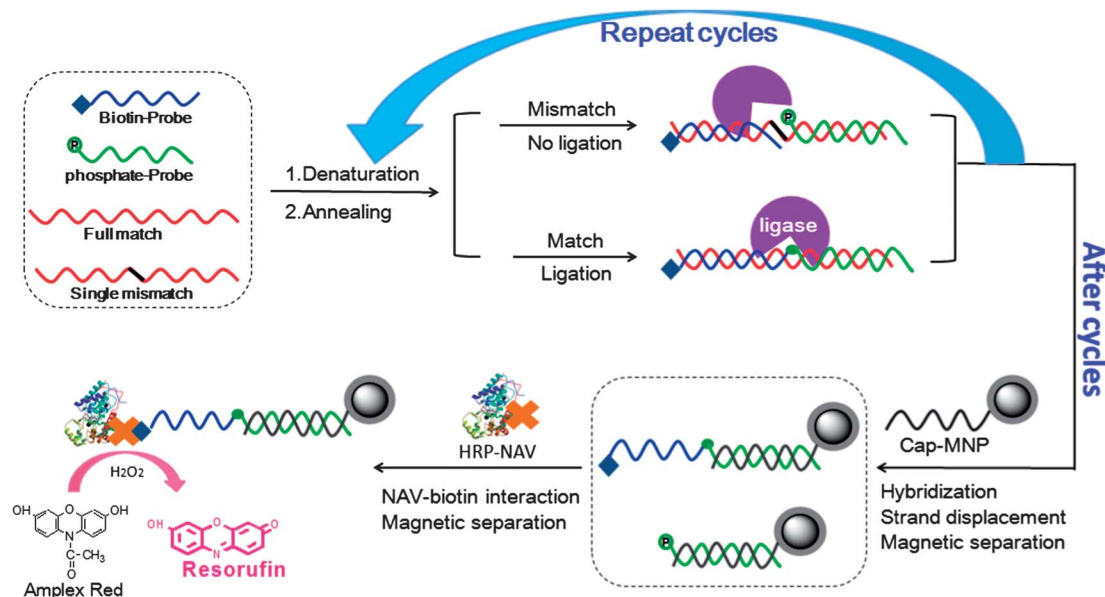 Repeat cycles
Biotin-Probe
P
phosphate-Probe
Full match
Single mismatch
1.Denaturation
2.Annealing
Mismatch
No ligation
P
Match
Ligation
ligase
After cycles
Cap-MNP
Hybridization
Strand displacement
Magnetic separation
P
HRP-NAV
NAV-biotin interaction
Magnetic separation
H2O2
OH
O
OH
N
C-CH3
O
Amplex Red
OH
O
O
N
Resorufin